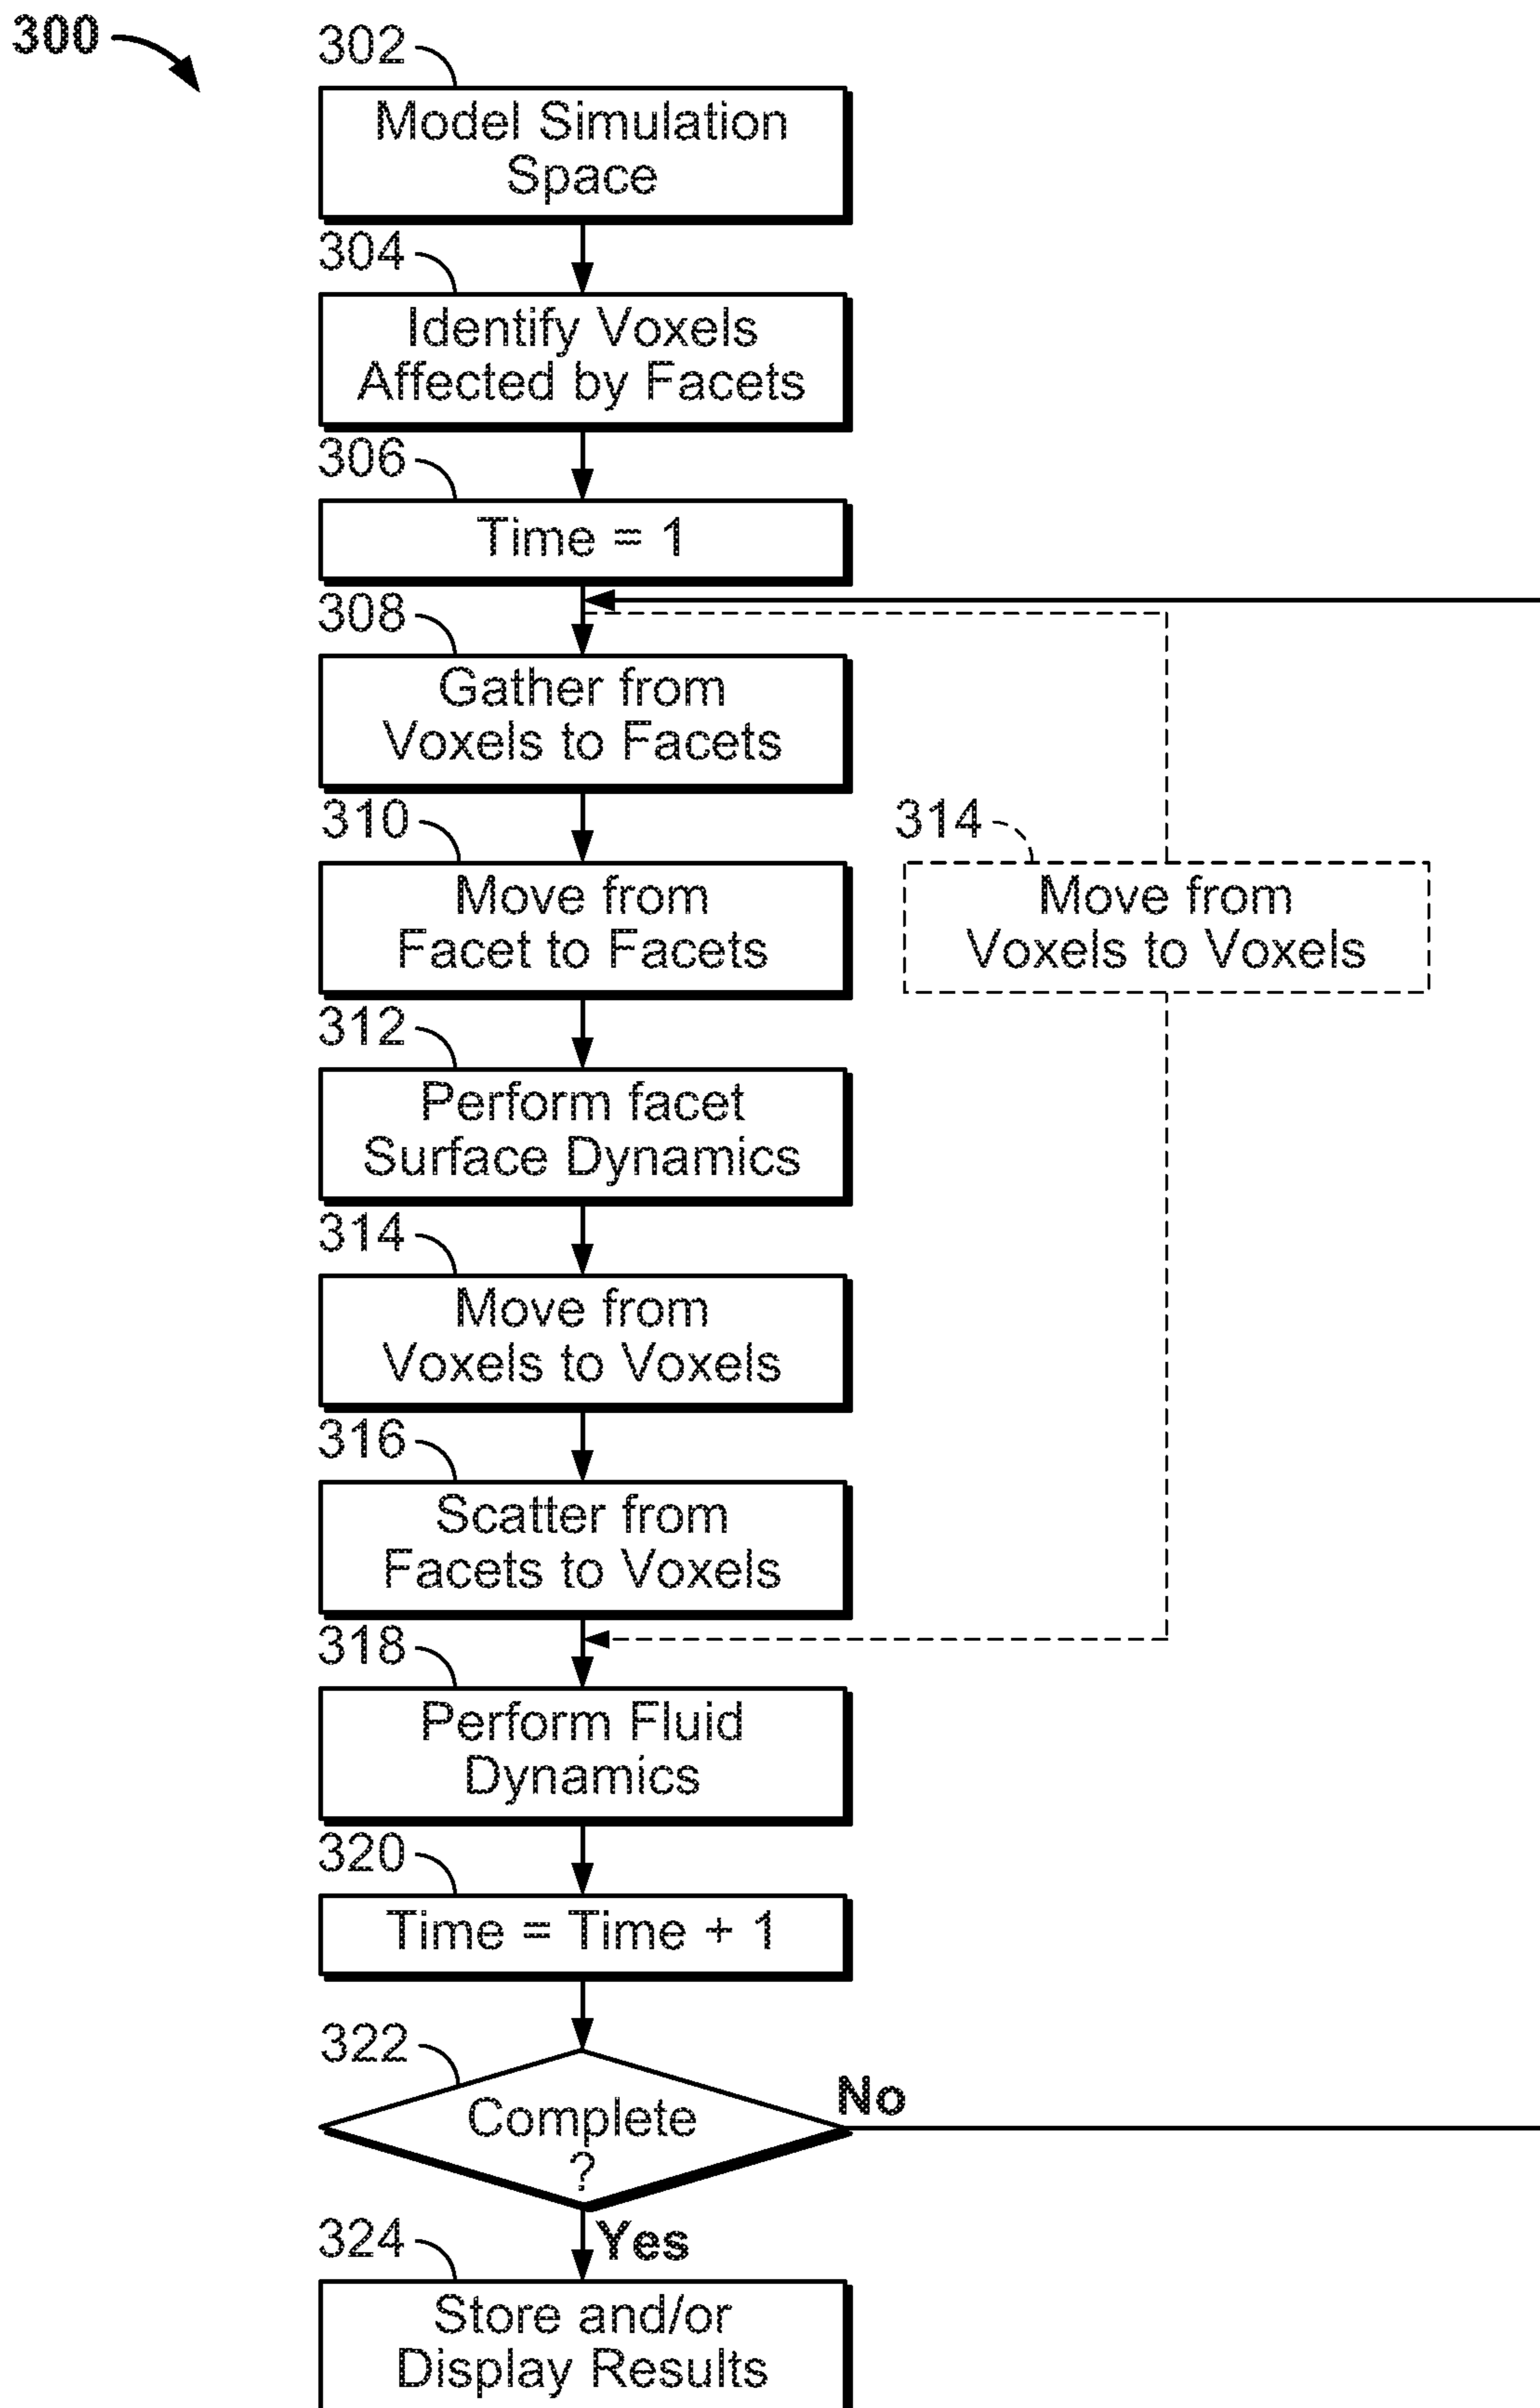 300
302
Model Simulation
Space
304
Identify Voxels
Affected by Facets
306
Time = 1
308
Gather from
Voxels to Facets
310
Move from
Facet to Facets
314
Move from
Voxels to Voxels
312
Perform facet
Surface Dynamics
314
Move from
Voxels to Voxels
316
Scatter from
Facets to Voxels
318
Perform Fluid
Dynamics
320
Time = Time + 1
322
Complete
?
No
Yes
324
Store and/or
Display Results